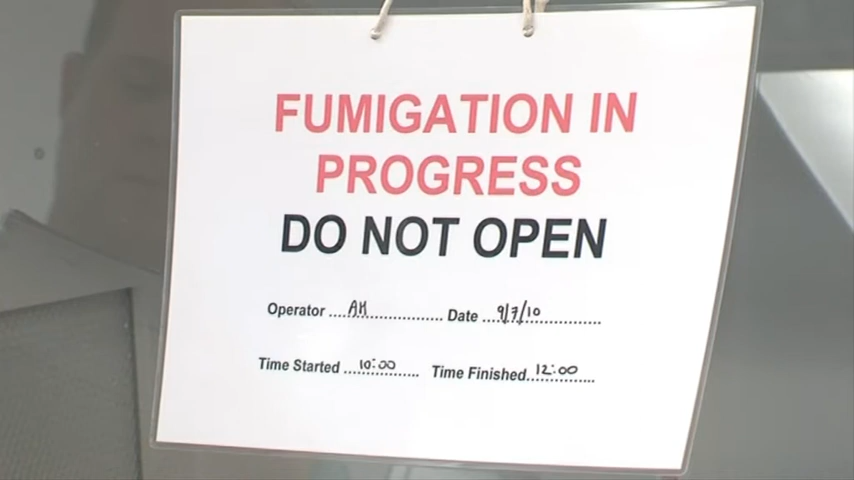 FUMIGATION IN
PROGRESS
DO NOT OPEN
Operator ....AH.................... Date ...9/7/10..................
Time Started ....10:00........ Time Finished..12:00.......